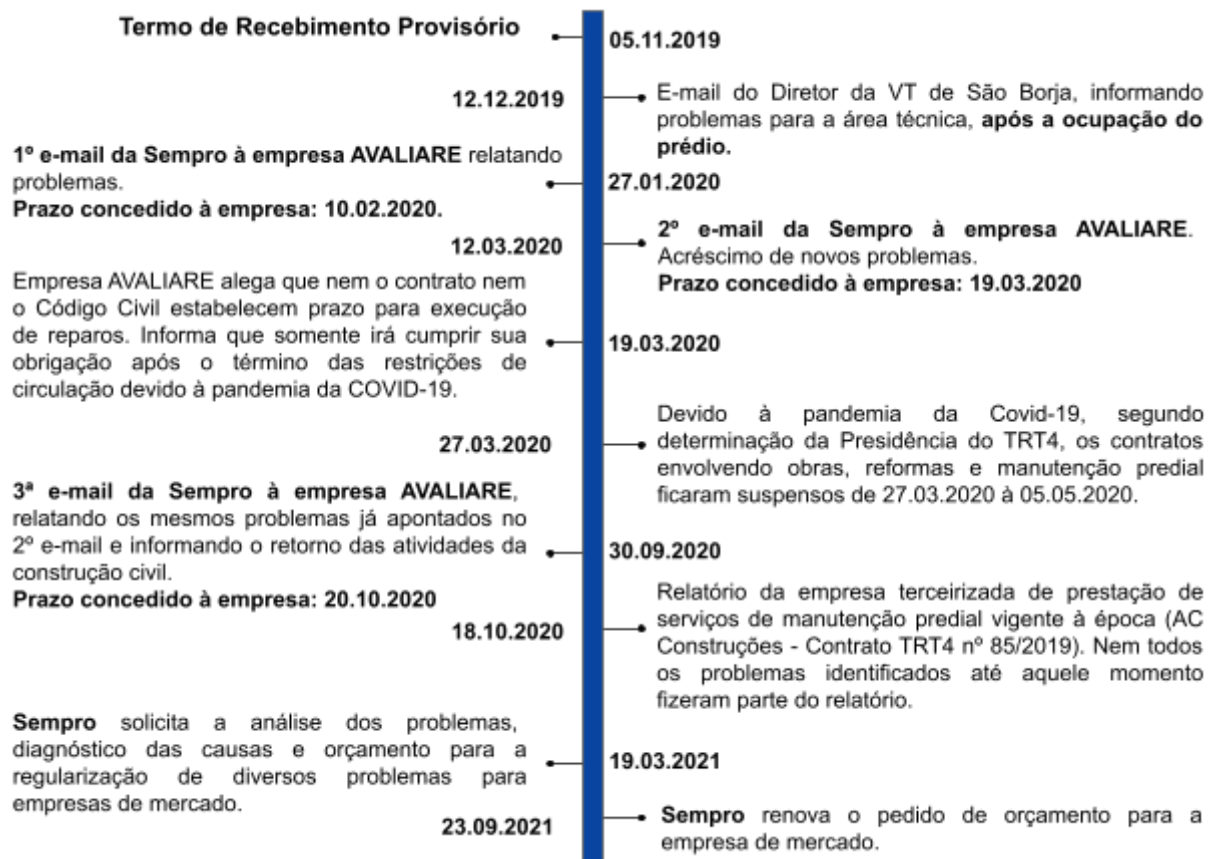 Termo de Recebimento Provisório
05.11.2019
12.12.2019
E-mail do Diretor da VT de São Borja, informando
problemas para a área técnica, após a ocupação do
prédio.
1º e-mail da Sempro à empresa AVALIARE relatando
problemas.
Prazo concedido à empresa: 10.02.2020.
27.01.2020
12.03.2020
2º e-mail da Sempro à empresa AVALIARE.
Acréscimo de novos problemas.
Prazo concedido à empresa: 19.03.2020
Empresa AVALIARE alega que nem o contrato nem
o Código Civil estabelecem prazo para execução
de reparos. Informa que somente irá cumprir sua
obrigação após o término das restrições de
circulação devido à pandemia da COVID-19.
19.03.2020
27.03.2020
Devido à pandemia da Covid-19, segundo
determinação da Presidência do TRT4, os contratos
envolvendo obras, reformas e manutenção predial
ficaram suspensos de 27.03.2020 à 05.05.2020.
3ª e-mail da Sempro à empresa AVALIARE,
relatando os mesmos problemas já apontados no
2º e-mail e informando o retorno das atividades da
construção civil.
Prazo concedido à empresa: 20.10.2020
30.09.2020
18.10.2020
Relatório da empresa terceirizada de prestação de
serviços de manutenção predial vigente à época (AC
Construções - Contrato TRT4 nº 85/2019). Nem todos
os problemas identificados até aquele momento
fizeram parte do relatório.
Sempro solicita a análise dos problemas,
diagnóstico das causas e orçamento para a
regularização de diversos problemas para
empresas de mercado.
19.03.2021
23.09.2021
Sempro renova o pedido de orçamento para a
empresa de mercado.